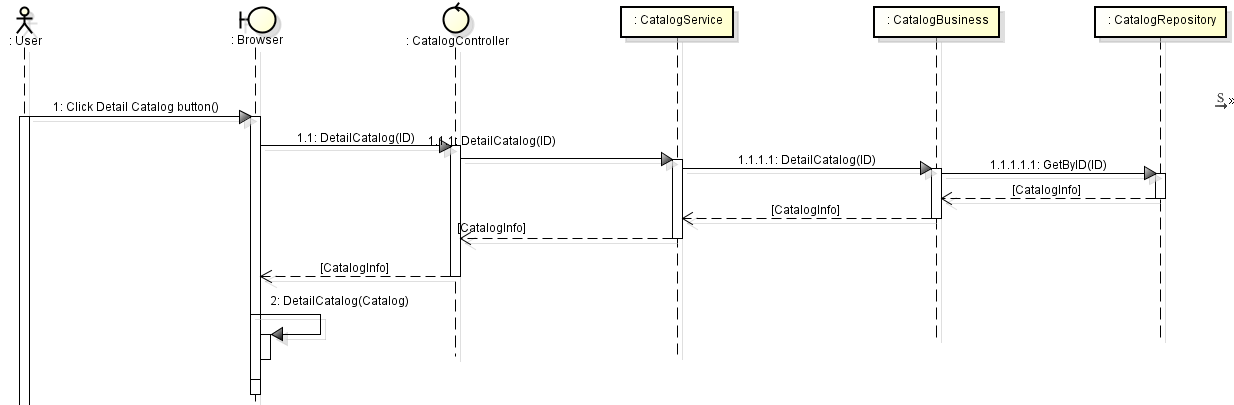 : User
: Browser
: CatalogController
: CatalogService
: CatalogBusiness
: CatalogRepository
S »
1: Click Detail Catalog button()
1.1: DetailCatalog(ID)
1.1.1: DetailCatalog(ID)
1.1.1.1: DetailCatalog(ID)
1.1.1.1.1: GetByID(ID)
[CatalogInfo]
[CatalogInfo]
[CatalogInfo]
[CatalogInfo]
2: DetailCatalog(Catalog)